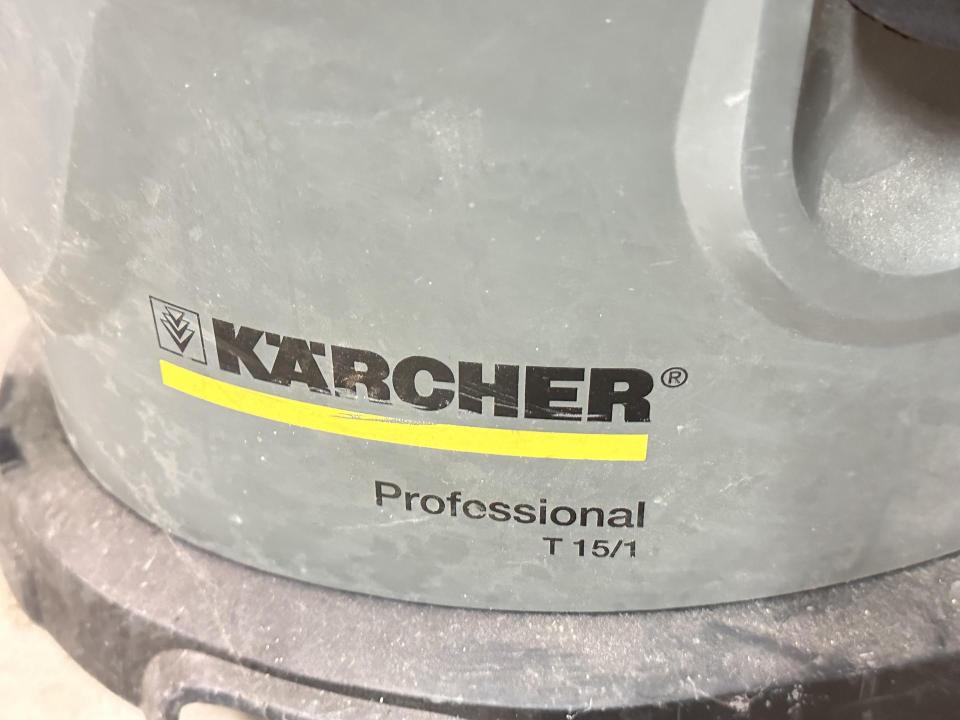 KÄRCHER®
Professional
T 15/1